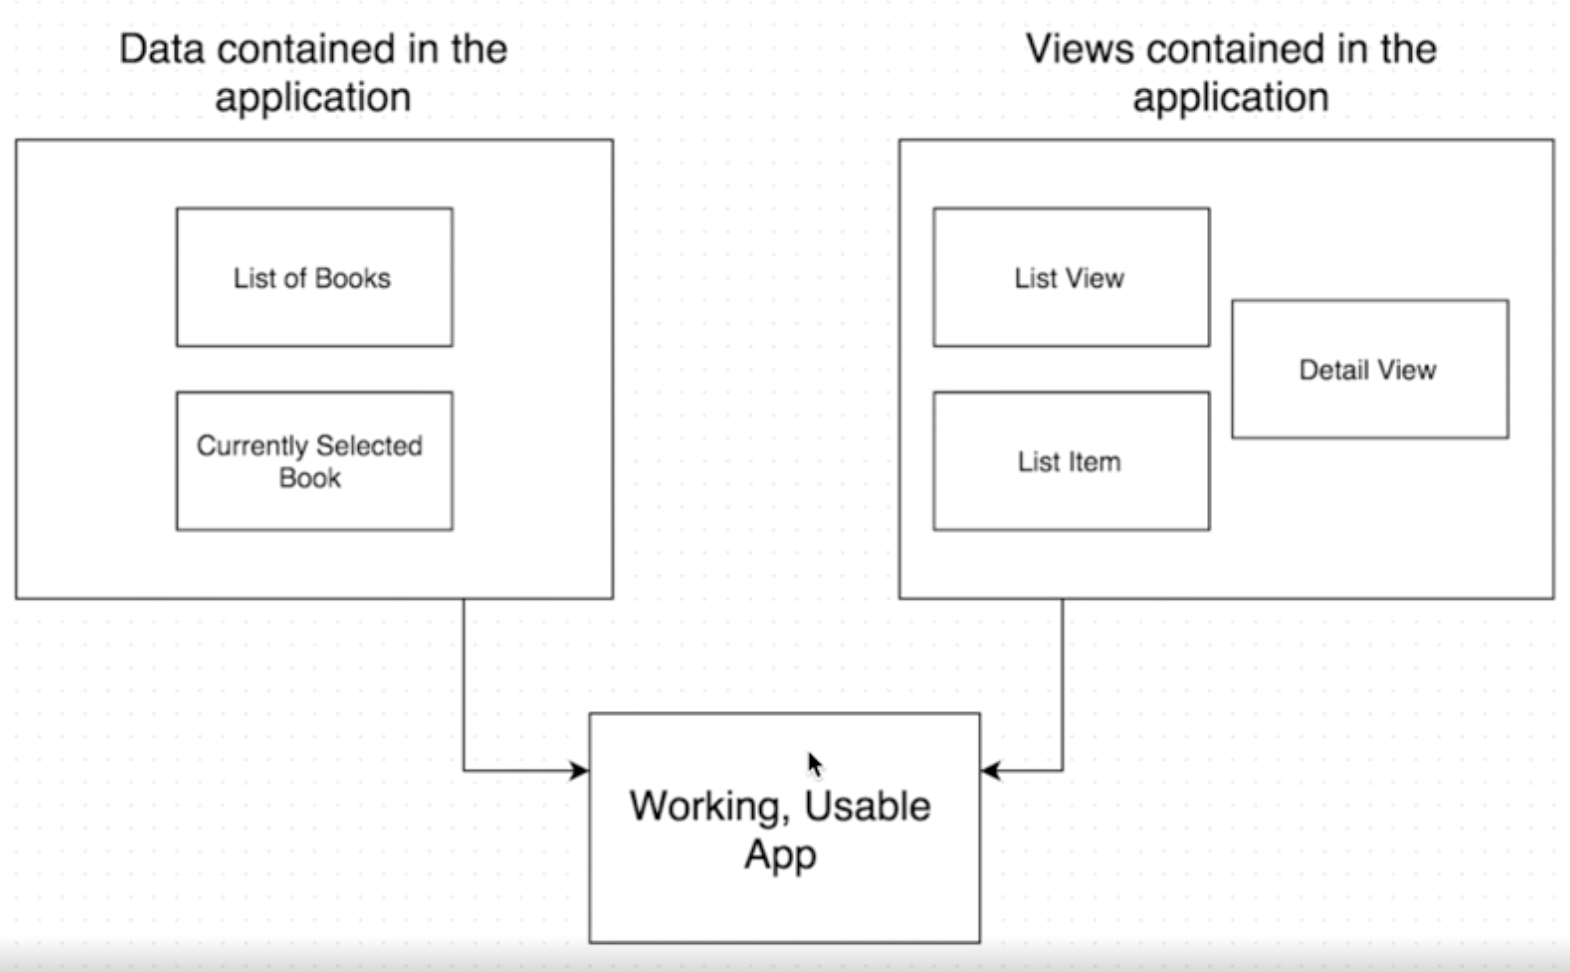 Data contained in the
application
Views contained in the
application
List of Books
Currently Selected
Book
List View
Detail View
List Item
Working, Usable
App